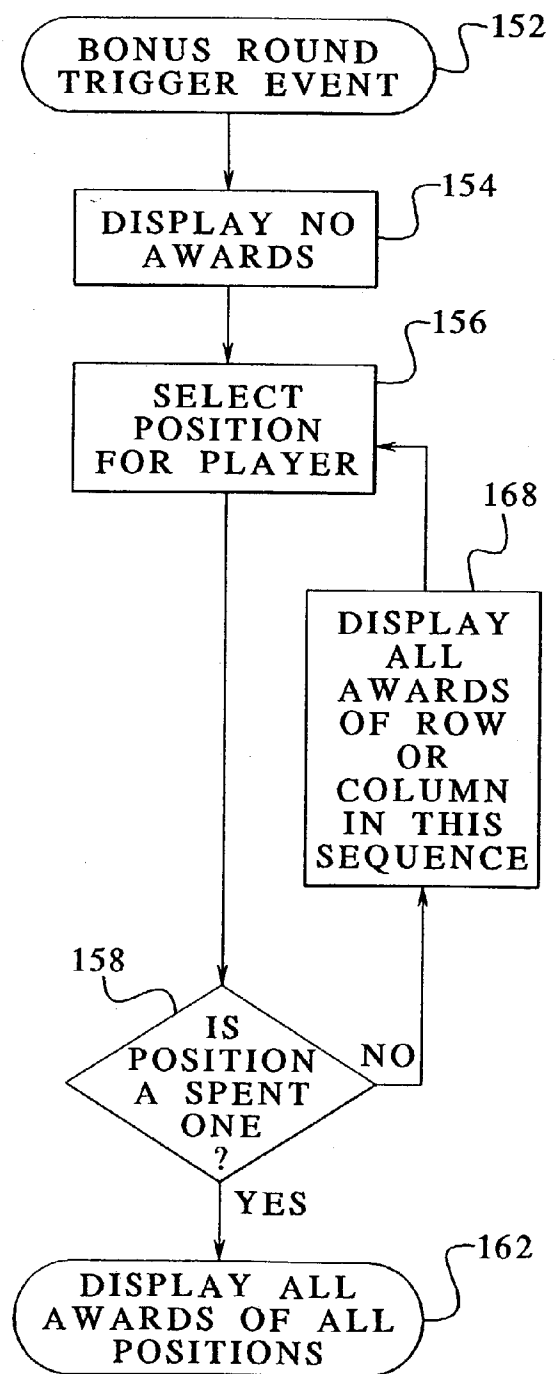 BONUS ROUND
TRIGGER EVENT
152
154
DISPLAY NO
AWARDS
156
SELECT
POSITION
FOR PLAYER
168
DISPLAY
ALL
AWARDS
OF ROW
OR
COLUMN
IN THIS
SEQUENCE
158
IS
POSITION
A SPENT
ONE
?
NO
YES
162
DISPLAY ALL
AWARDS OF ALL
POSITIONS